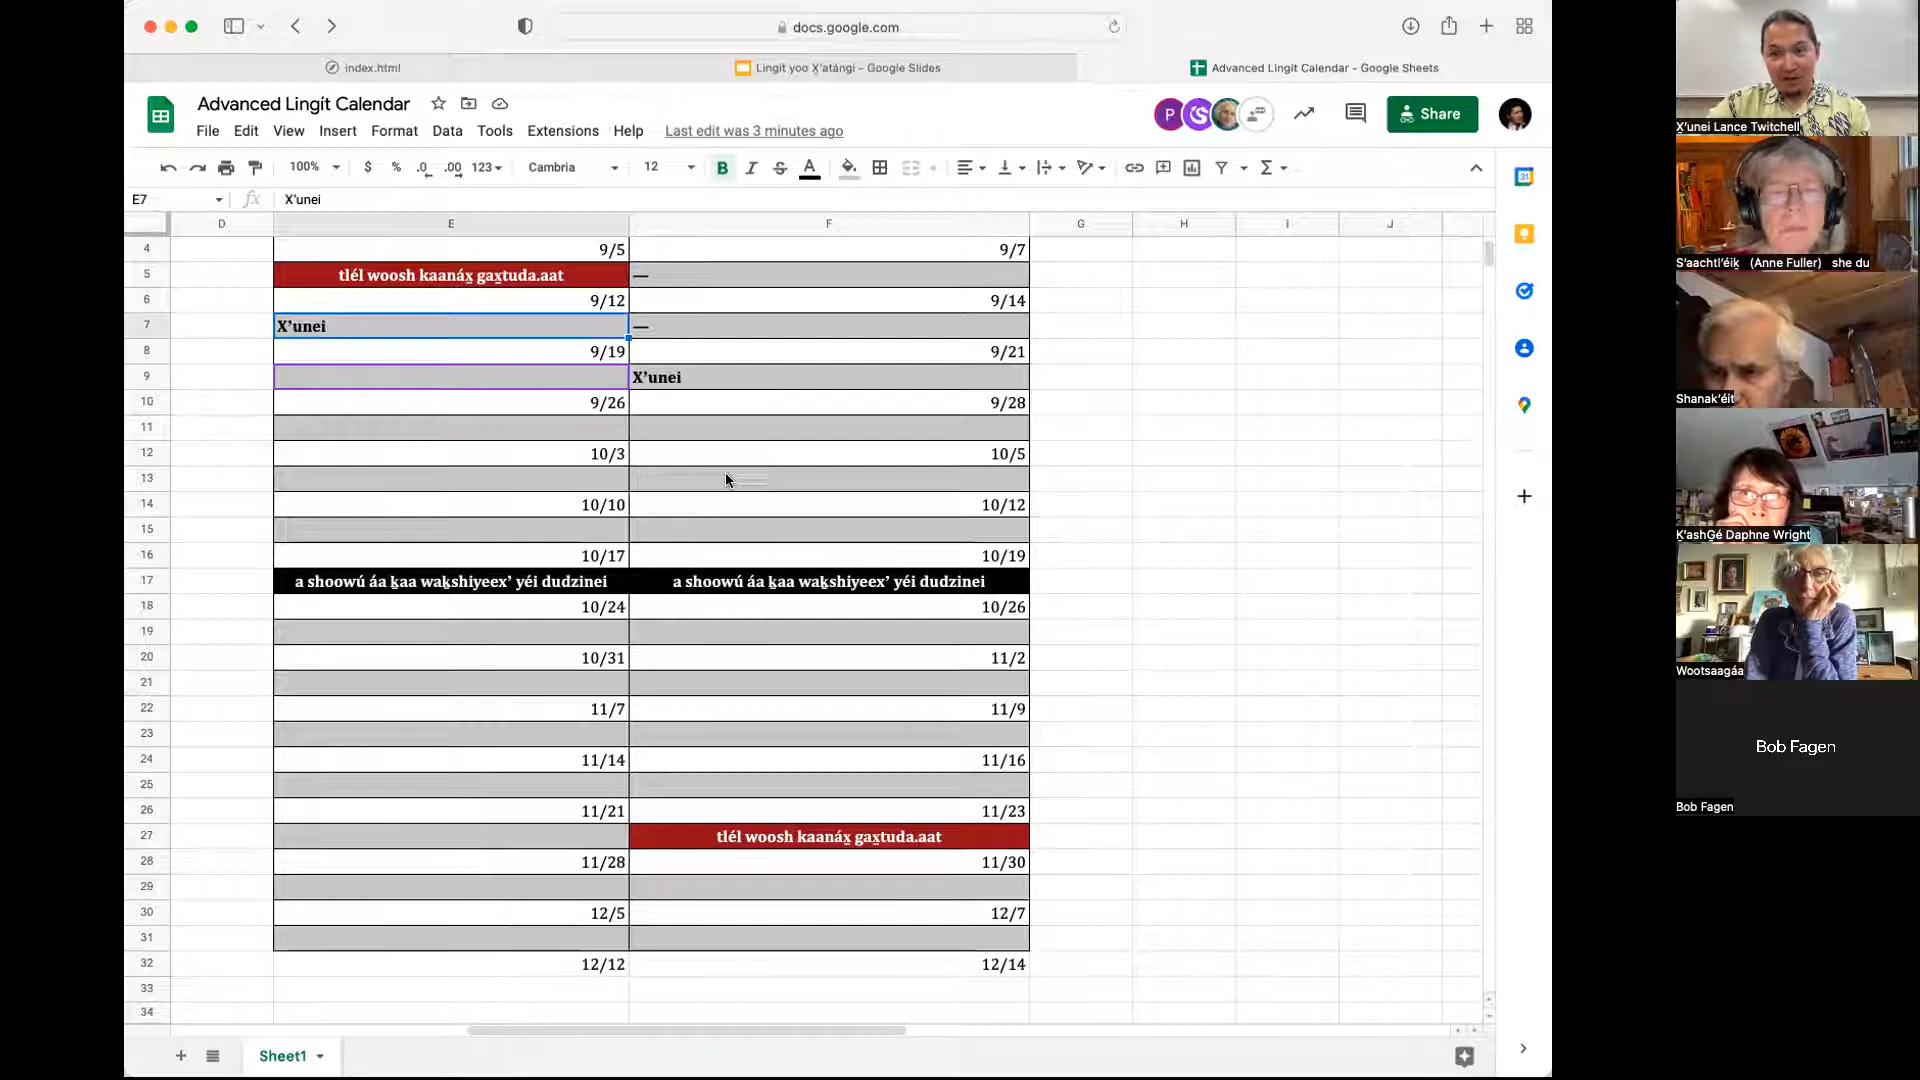 docs.google.com
index.html
Lingít yoo X̱ʼatángi – Google Slides
Advanced Lingít Calendar - Google Sheets
Advanced Lingít Calendar
File Edit View Insert Format Data Tools Extensions Help Last edit was 3 minutes ago
P
Share
100% $ % .0 .00 123 Cambria 12 B I S A
E7 fx X’unei
D E F G H I J
4 9/5 9/7
5 tlél woosh kaanáx̱ gax̱tuda.aat —
6 9/12 9/14
7 X’unei —
8 9/19 9/21
9 X’unei
10 9/26 9/28
11
12 10/3 10/5
13
14 10/10 10/12
15
16 10/17 10/19
17 a shoowú áa ḵaa waḵshiyeex’ yéi dudzinei a shoowú áa ḵaa waḵshiyeex’ yéi dudzinei
18 10/24 10/26
19
20 10/31 11/2
21
22 11/7 11/9
23
24 11/14 11/16
25
26 11/21 11/23
27 tlél woosh kaanáx̱ gax̱tuda.aat
28 11/28 11/30
29
30 12/5 12/7
31
32 12/12 12/14
33
34
Sheet1
31
X'unei Lance Twitchell
S'aachtl'éiḵ (Anne Fuller) she du
Shanak'éit
Ḵ'ashGé Daphne Wright
Wootsaagáa
Bob Fagen
Bob Fagen